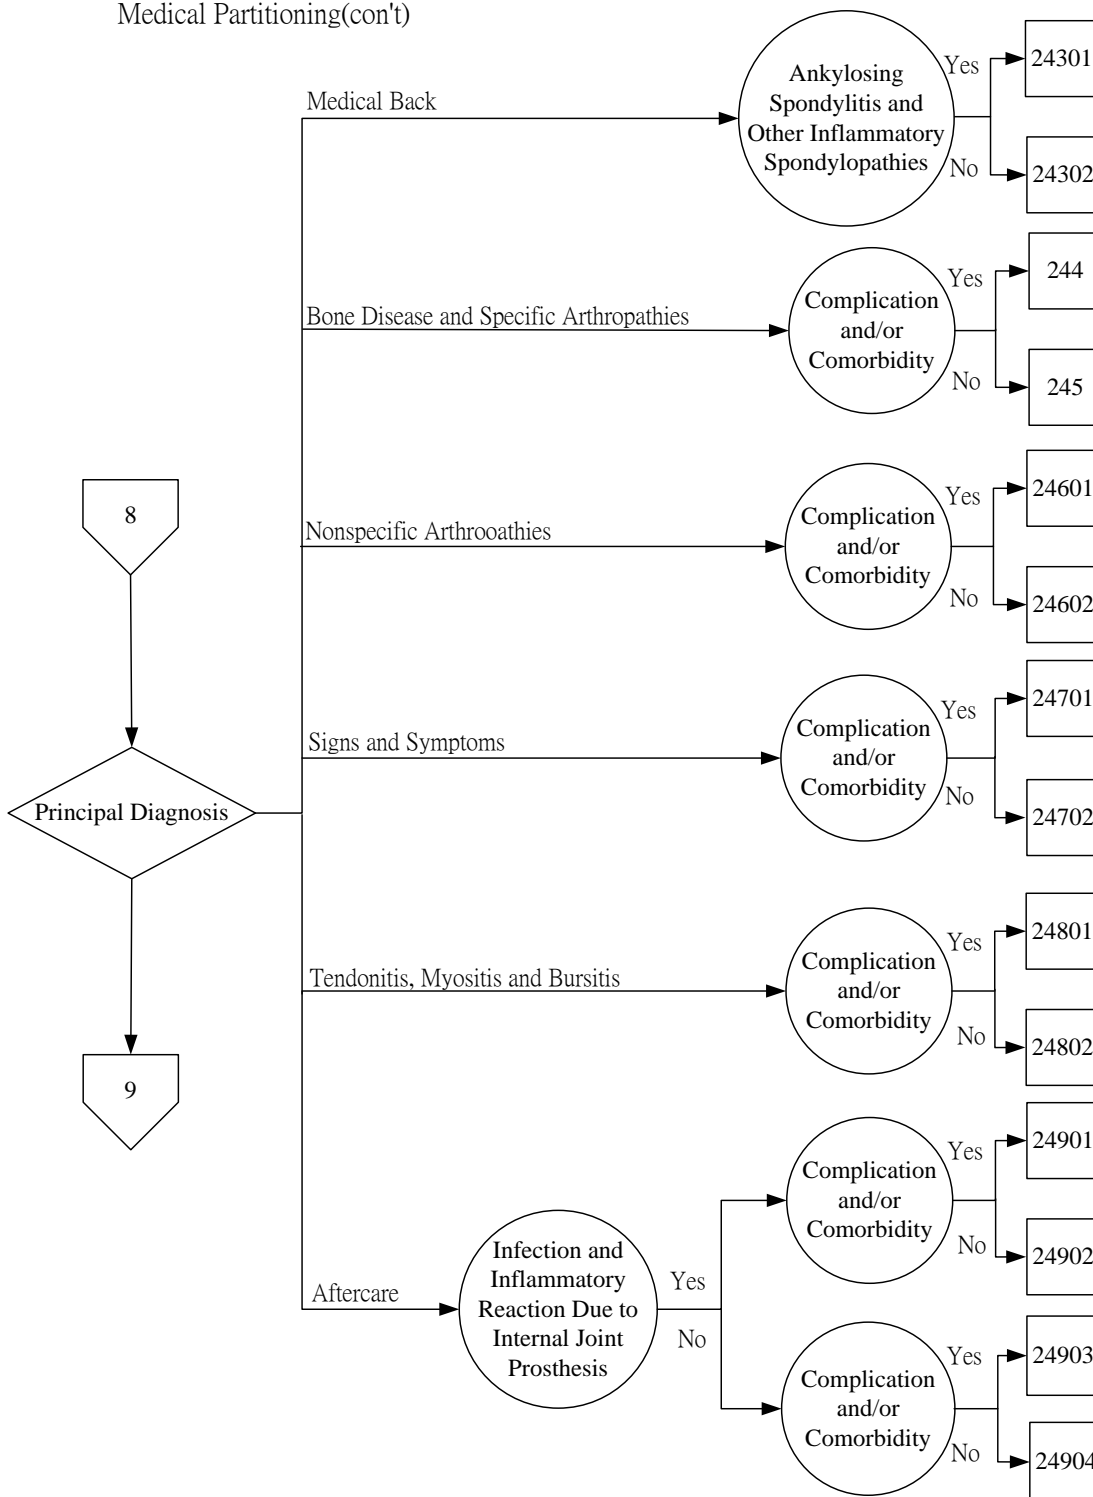 Medical Partitioning(con't)
Medical Back
Ankylosing
Spondylitis and
Other Inflammatory
Spondylopathies
Yes
24301
No
24302
Bone Disease and Specific Arthropathies
Complication
and/or
Comorbidity
Yes
244
No
245
8
Nonspecific Arthrooathies
Complication
and/or
Comorbidity
Yes
24601
No
24602
Principal Diagnosis
Signs and Symptoms
Complication
and/or
Comorbidity
Yes
24701
No
24702
Tendonitis, Myositis and Bursitis
Complication
and/or
Comorbidity
Yes
24801
No
24802
9
Aftercare
Infection and
Inflammatory
Reaction Due to
Internal Joint
Prosthesis
Yes
No
Complication
and/or
Comorbidity
Yes
24901
No
24902
Complication
and/or
Comorbidity
Yes
24903
No
24904